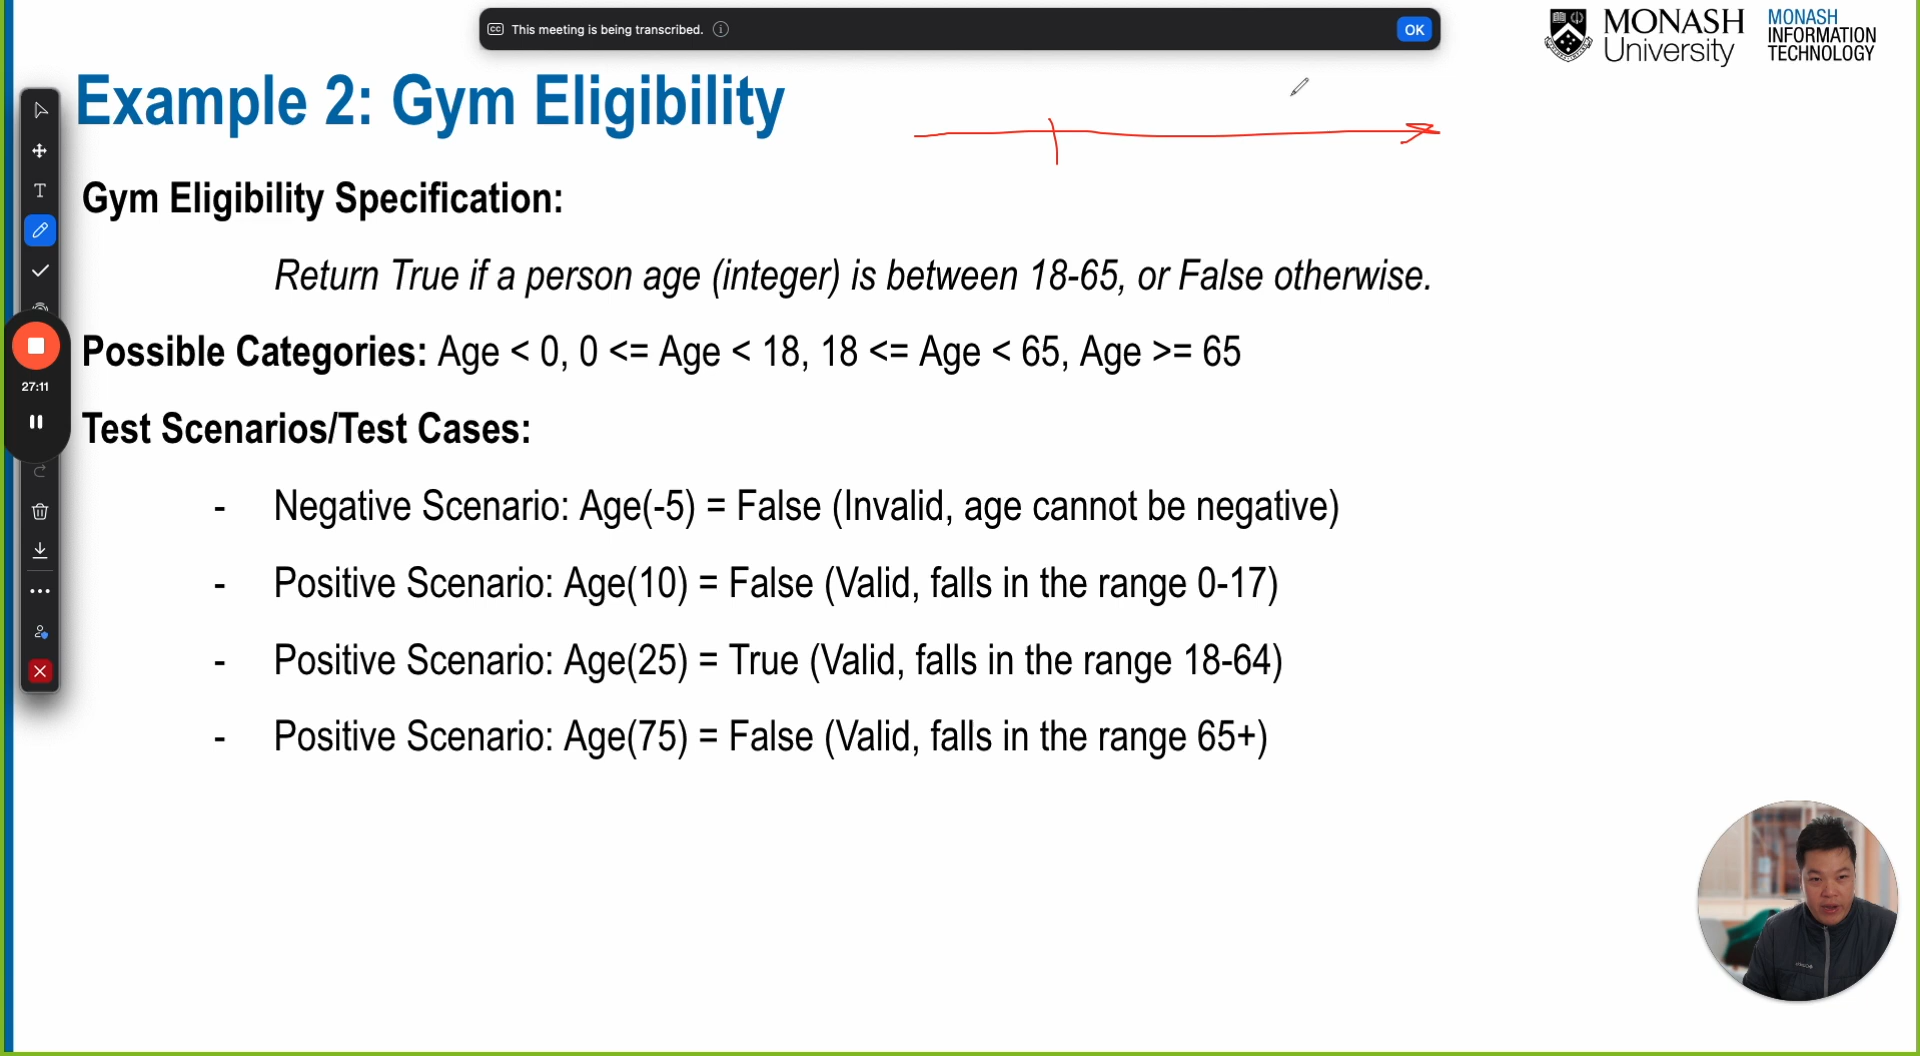 This meeting is being transcribed.
OK
MONASH University
MONASH INFORMATION TECHNOLOGY
Example 2: Gym Eligibility
Gym Eligibility Specification:
Return True if a person age (integer) is between 18-65, or False otherwise.
Possible Categories: Age < 0, 0 <= Age < 18, 18 <= Age < 65, Age >= 65
27:11
Test Scenarios/Test Cases:
- Negative Scenario: Age(-5) = False (Invalid, age cannot be negative)
- Positive Scenario: Age(10) = False (Valid, falls in the range 0-17)
- Positive Scenario: Age(25) = True (Valid, falls in the range 18-64)
- Positive Scenario: Age(75) = False (Valid, falls in the range 65+)